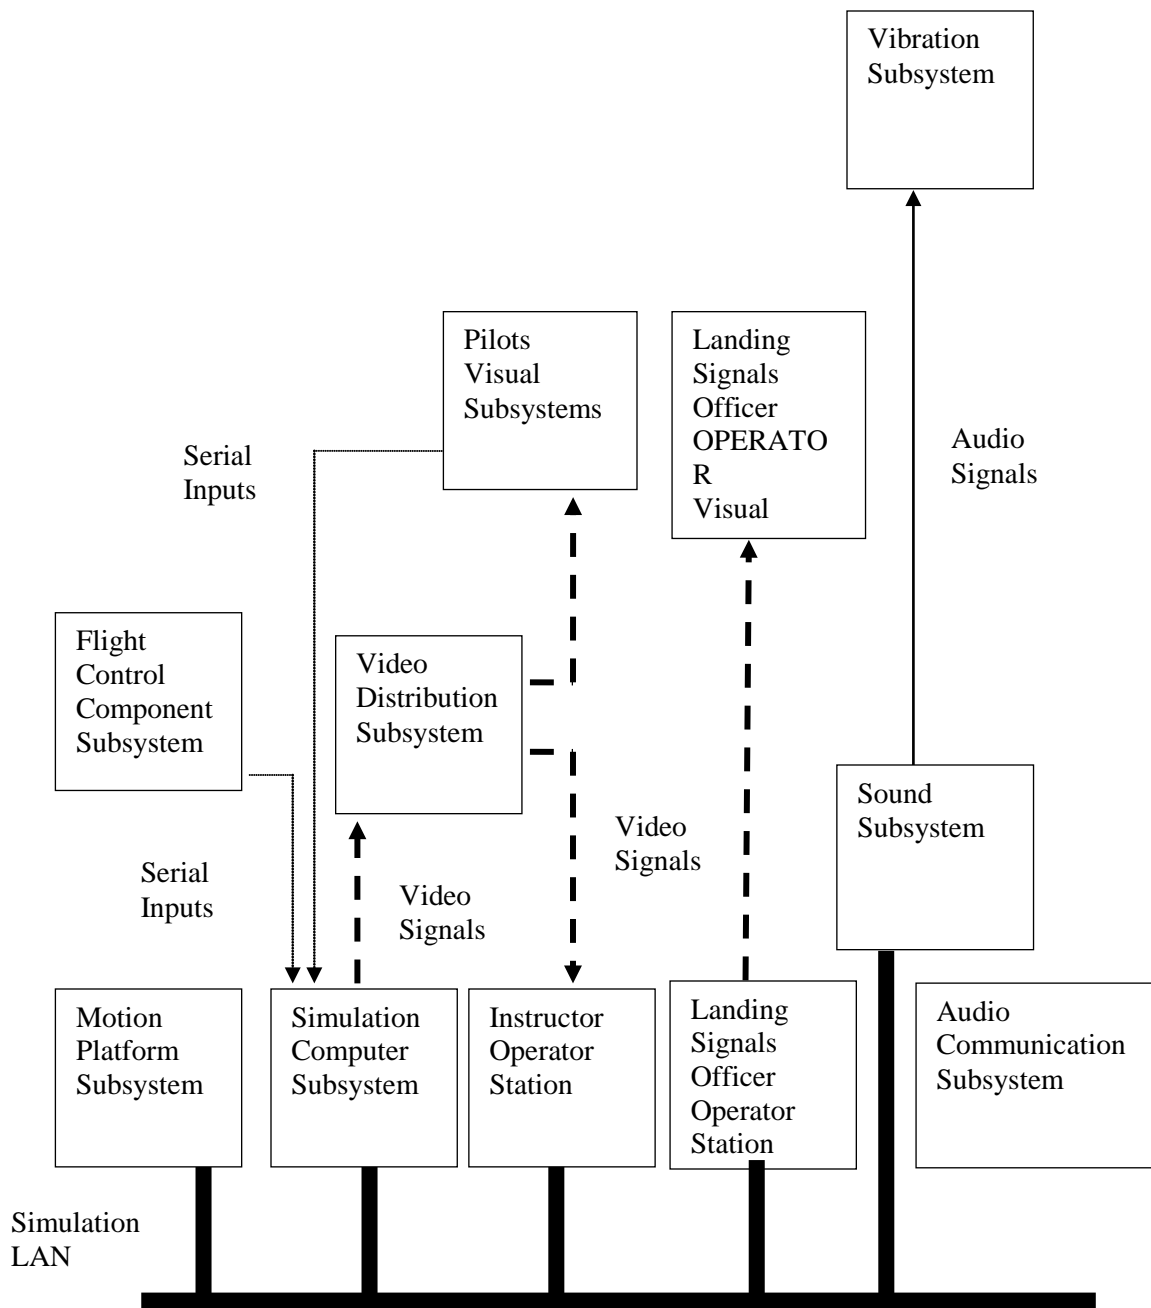 Vibration
Subsystem
Pilots
Visual
Subsystems
Landing
Signals
Officer
OPERATO
R
Visual
Serial
Inputs
Audio
Signals
Flight
Control
Component
Subsystem
Video
Distribution
Subsystem
Sound
Subsystem
Video
Signals
Serial
Inputs
Video
Signals
Motion
Platform
Subsystem
Simulation
Computer
Subsystem
Instructor
Operator
Station
Landing
Signals
Officer
Operator
Station
Audio
Communication
Subsystem
Simulation
LAN